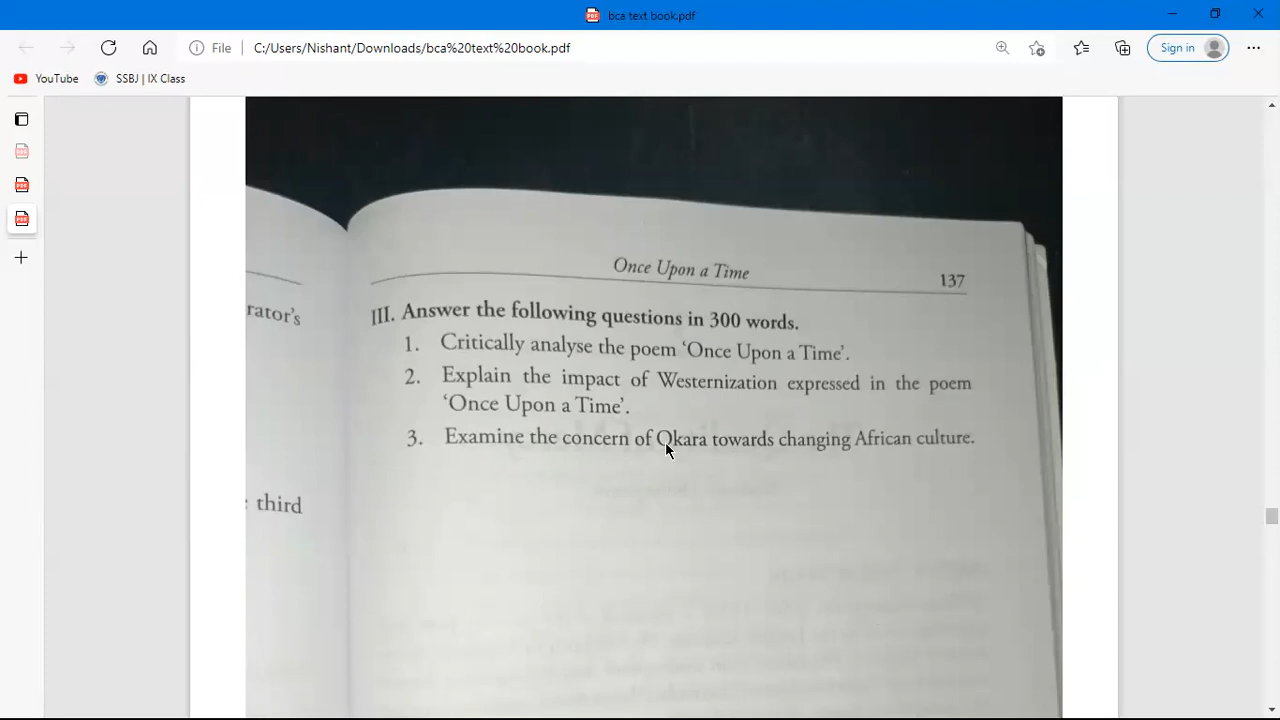 bca text book.pdf
File C:/Users/Nishant/Downloads/bca%20text%20book.pdf
Sign in
YouTube SSBJ | IX Class
Once Upon a Time 137
rator's
III. Answer the following questions in 300 words.
1. Critically analyse the poem 'Once Upon a Time'.
2. Explain the impact of Westernization expressed in the poem
'Once Upon a Time'.
3. Examine the concern of Okara towards changing African culture.
: third